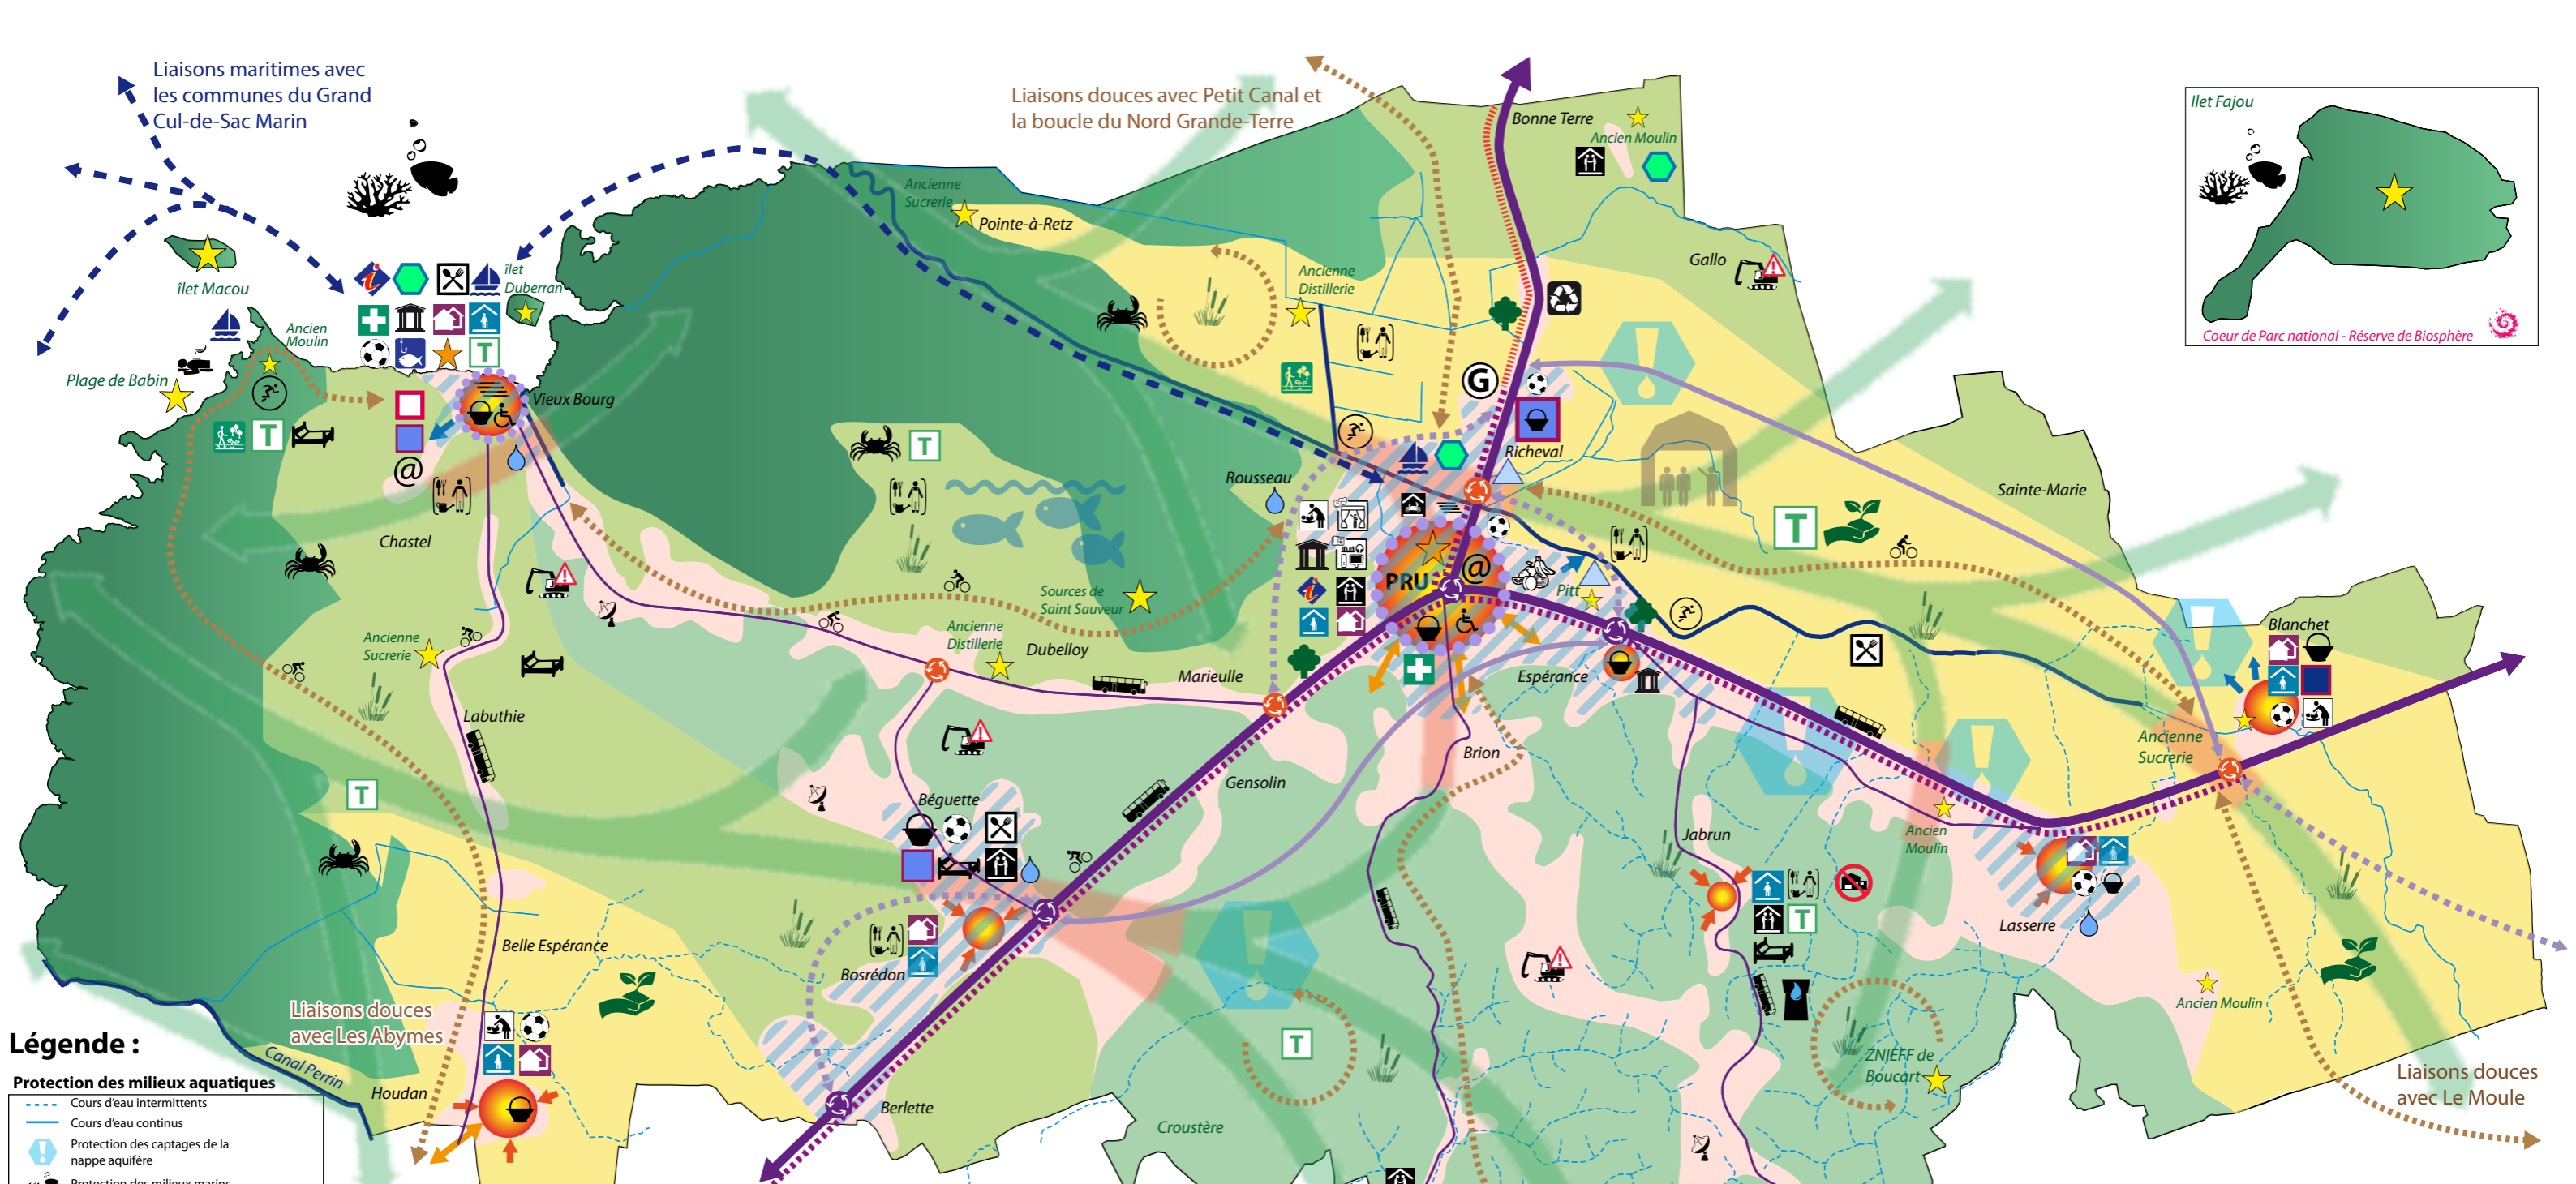 Liaisons maritimes avec
les communes du Grand
Cul-de-Sac Marin
Liaisons douces avec Petit Canal et
la boucle du Nord Grande-Terre
Bonne Terre
Ancien Moulin
Ilet Fajou
Coeur de Parc national - Réserve de Biosphère
Ancienne
Sucrerie
Pointe-à-Retz
Gallo
îlet Macou
îlet
Duberran
Ancienne
Distillerie
Ancien
Moulin
Plage de Babin
T
Vieux Bourg
G
T
@
T
Richeval
Rousseau
Sainte-Marie
T
Chastel
PRU
@
Pitt
Sources de
Saint Sauveur
Ancienne
Sucrerie
Ancienne
Distillerie
Dubelloy
Marieulle
Espérance
Blanchet
Labuthie
Brion
Gensolin
Ancienne
Sucrerie
T
Béguette
Jabrun
Ancien
Moulin
T
Lasserre
Belle Espérance
Bosrédon
Ancien Moulin
Liaisons douces
avec Les Abymes
T
Canal Perrin
Houdan
Berlette
Croustère
ZNIEFF de
Boucart
Liaisons douces
avec Le Moule
Légende :
Protection des milieux aquatiques
Cours d'eau intermittents
Cours d'eau continus
Protection des captages de la
nappe aquifère
Protection des milieux marins